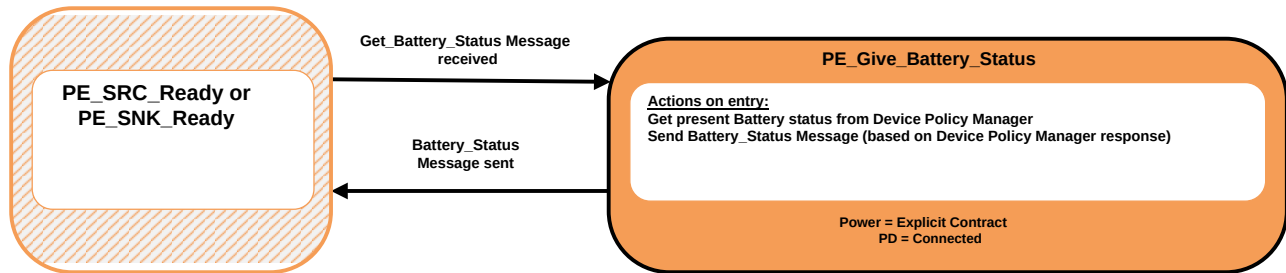 Get_Battery_Status Message
received
PE_SRC_Ready or
PE_SNK_Ready
Battery_Status
Message sent
PE_Give_Battery_Status
Actions on entry:
Get present Battery status from Device Policy Manager
Send Battery_Status Message (based on Device Policy Manager response)
Power = Explicit Contract
PD = Connected